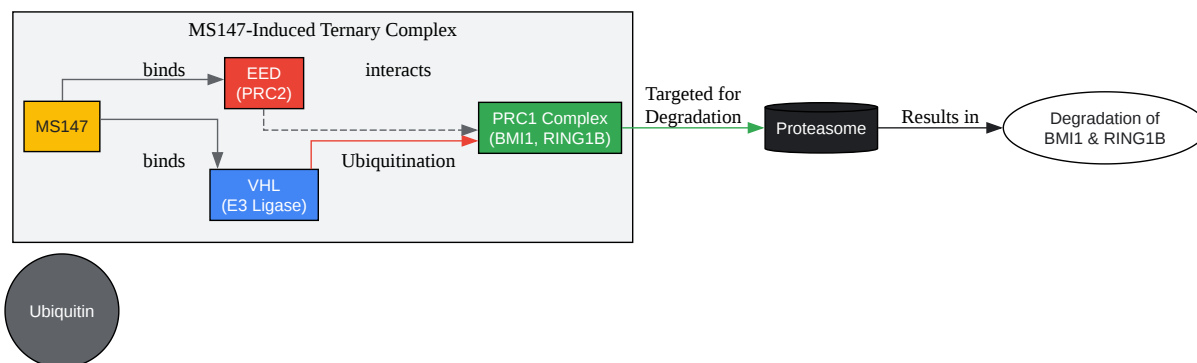 MS147-Induced Ternary Complex
binds
EED
(PRC2)
interacts
MS147
binds
VHL
(E3 Ligase)
Ubiquitination
PRC1 Complex
(BMI1, RING1B)
Targeted for
Degradation
Proteasome
Results in
Degradation of
BMI1 & RING1B
Ubiquitin